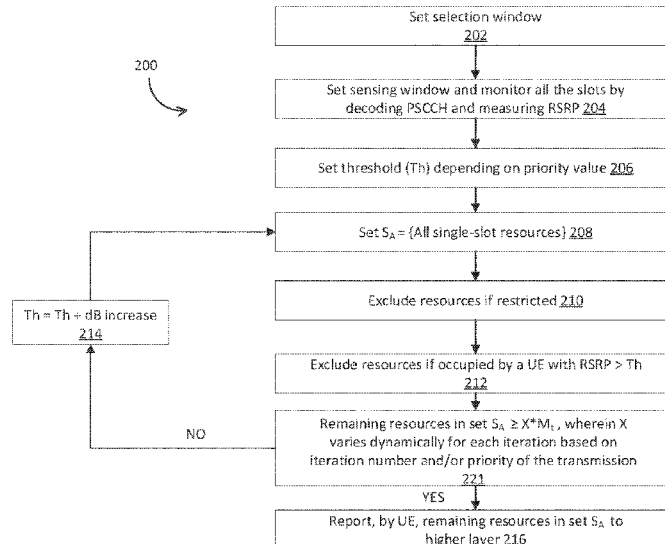 Set selection window
202
200
Set sensing window and monitor all the slots by
decoding PSCCH and measuring RSRP 204
Set threshold (Th) depending on priority value 206
Set SA = {All single-slot resources} 208
Exclude resources if restricted 210
Th = Th + dB increase
214
Exclude resources if occupied by a UE with RSRP > Th
212
NO
Remaining resources in set SA ≥ X*Mt, wherein X
varies dynamically for each iteration based on
iteration number and/or priority of the transmission
221
YES
Report, by UE, remaining resources in set SA to
higher layer 216